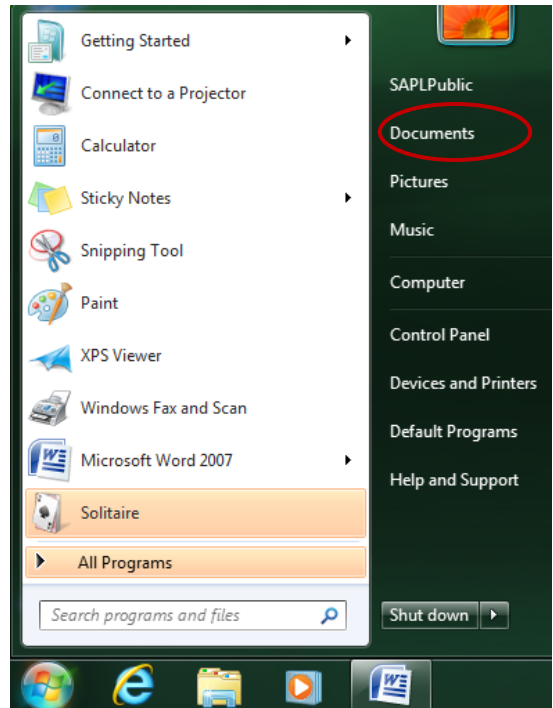 Getting Started
Connect to a Projector
Calculator
Sticky Notes
Snipping Tool
Paint
XPS Viewer
Windows Fax and Scan
Microsoft Word 2007
Solitaire
All Programs
Search programs and files
SAPLPublic
Documents
Pictures
Music
Computer
Control Panel
Devices and Printers
Default Programs
Help and Support
Shut down